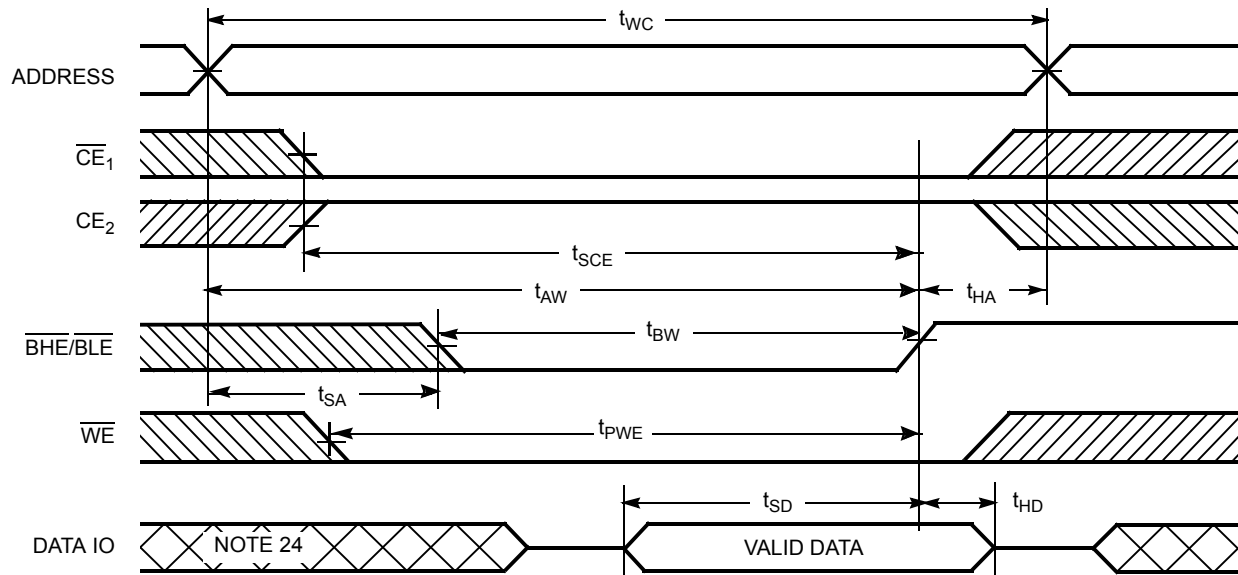 tWC
ADDRESS
CE1
CE2
tSCE
tAW
tHA
BHE/BLE
tBW
tSA
WE
tPWE
tSD
tHD
DATA IO
NOTE 24
VALID DATA